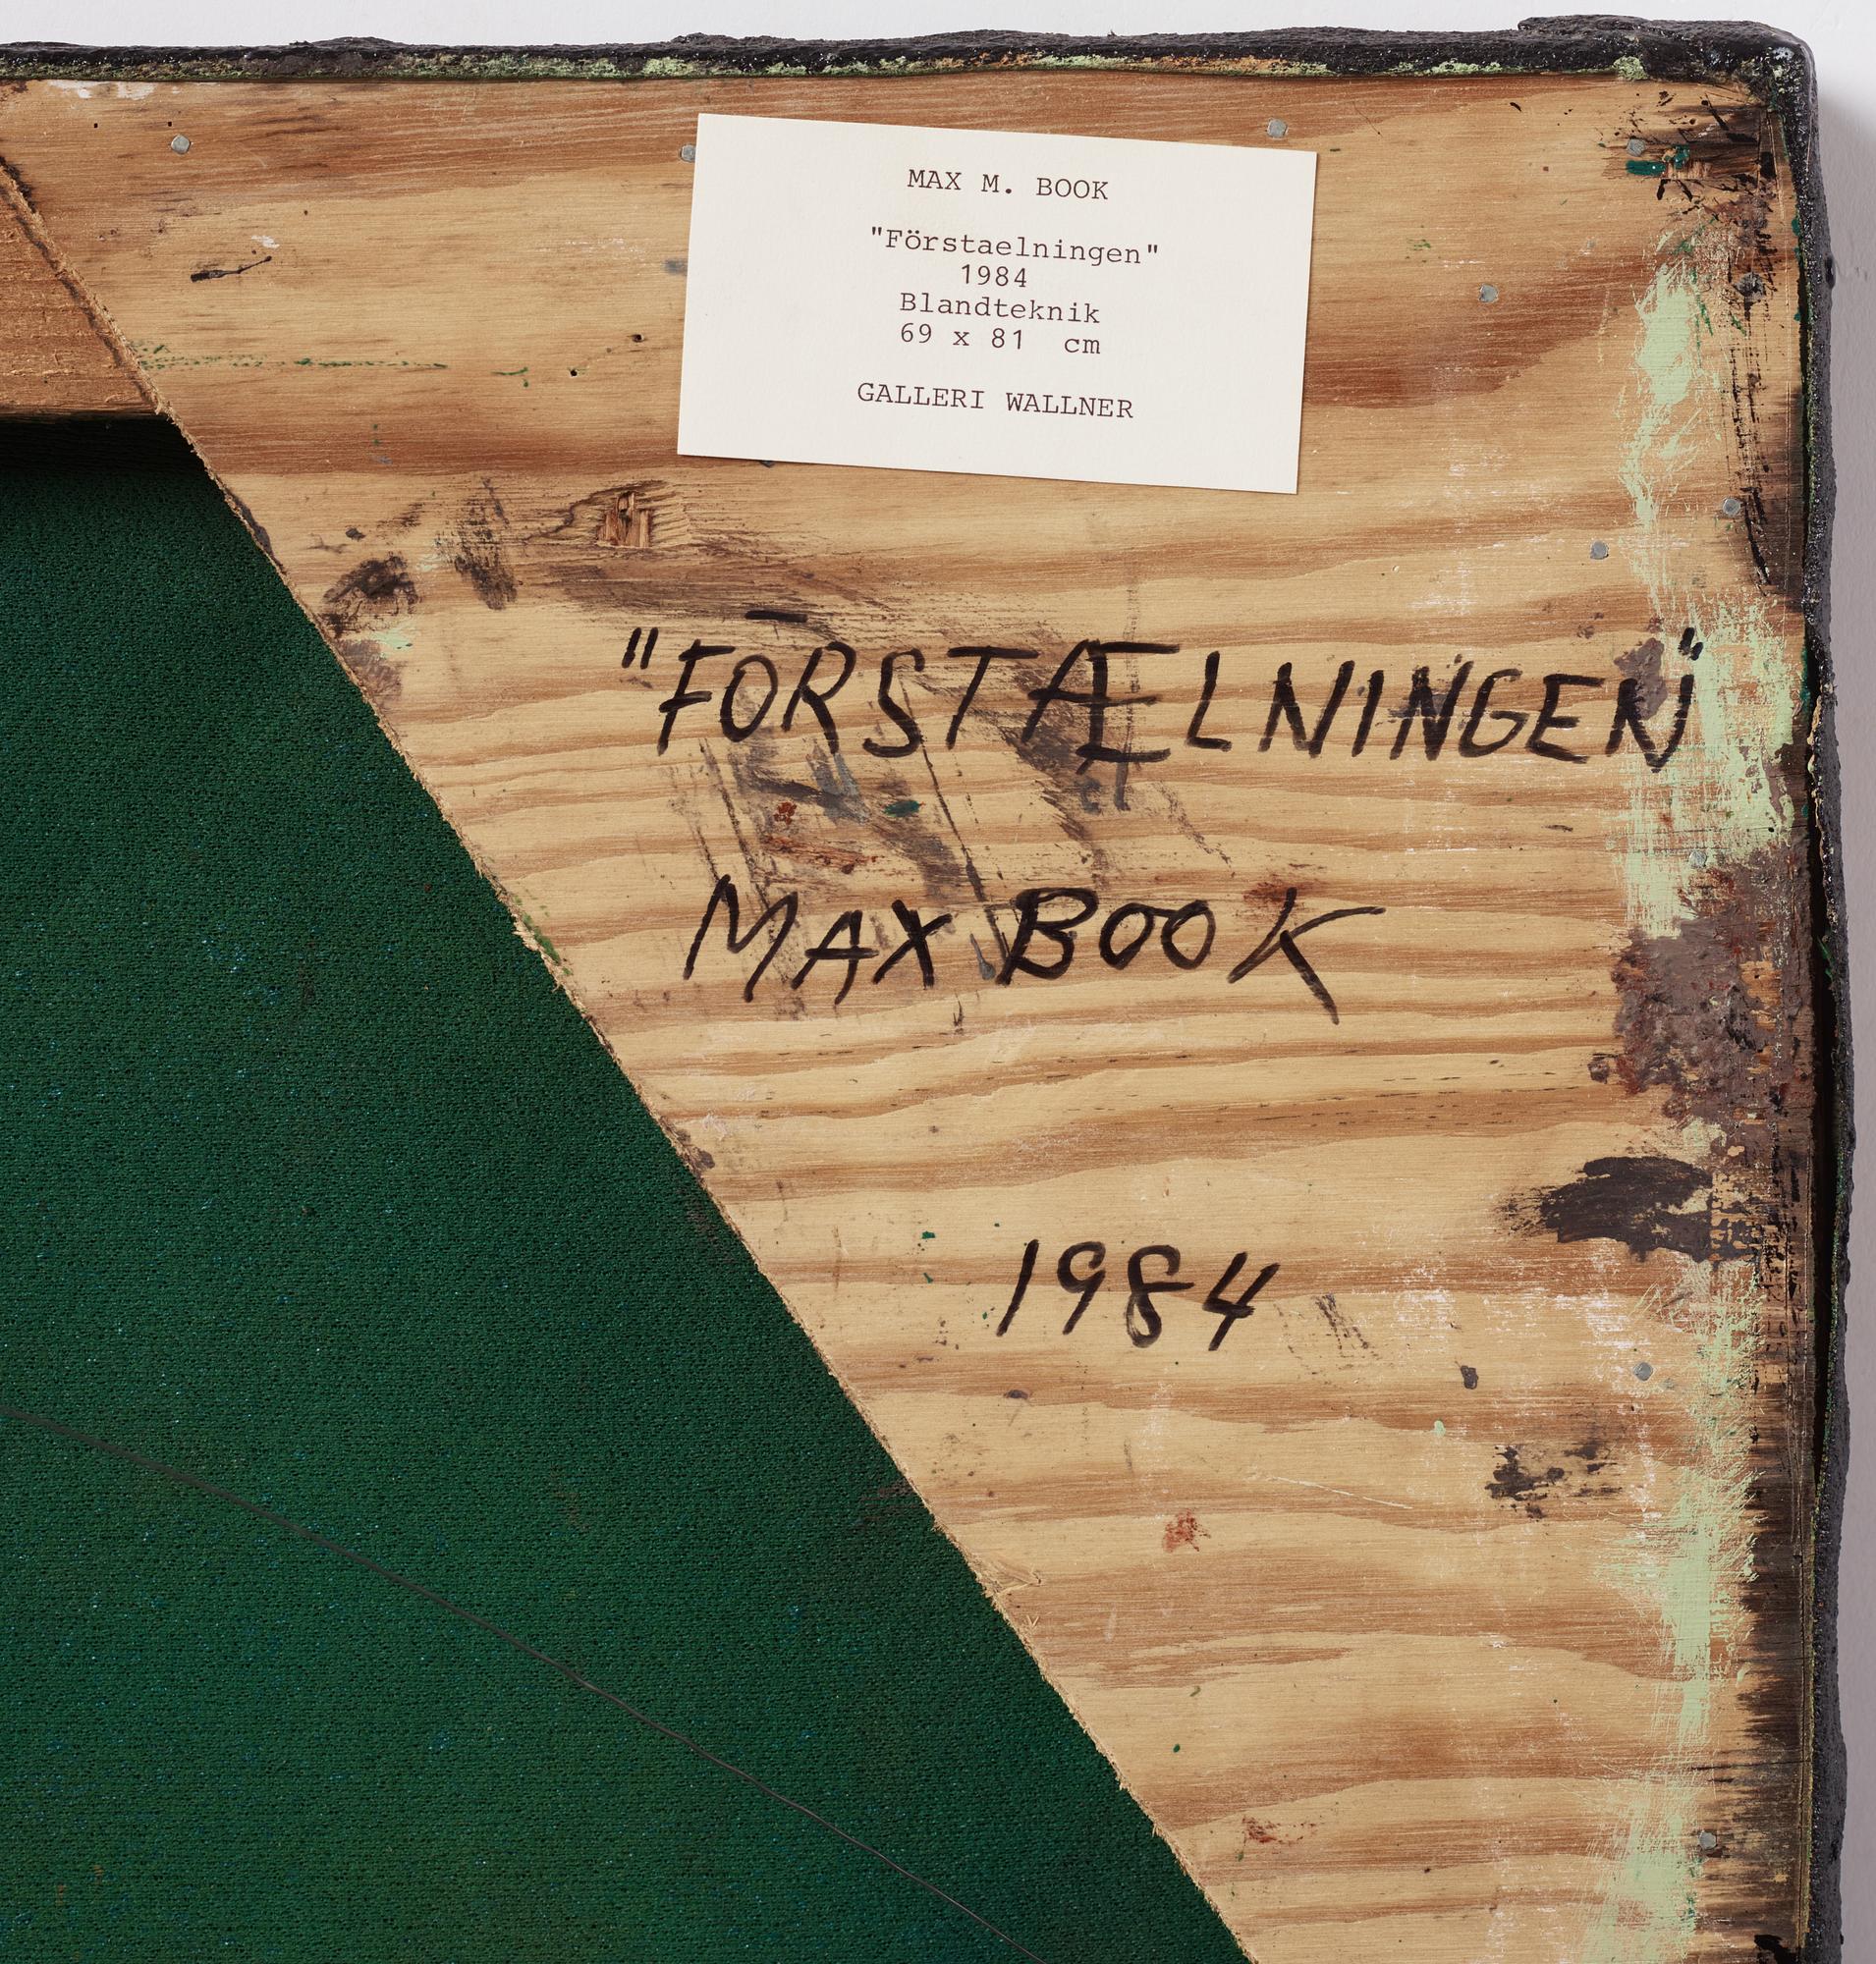 MAX M. BOOK
"Förstaelningen"
1984
Blandteknik
69 x 81 cm
GALLERI WALLNER
"FÖRSTÆLNINGEN"
MAX BOOK
1984